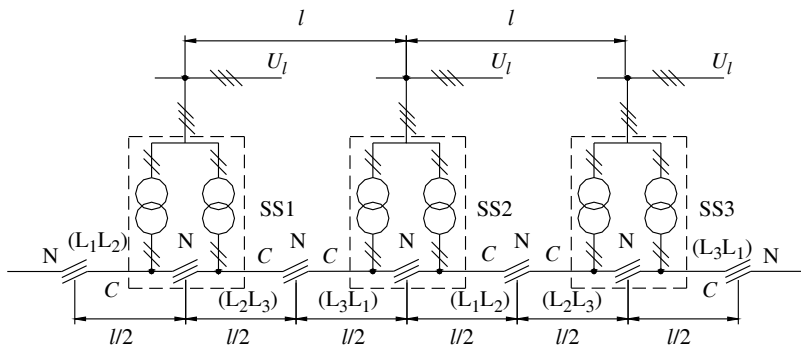 l l
U_l U_l U_l
SS1 SS2 SS3
N (L₁L₂) N C N C N C N C N (L₃L₁) N
C (L₂L₃) (L₃L₁) (L₁L₂) (L₂L₃) C
l/2 l/2 l/2 l/2 l/2 l/2